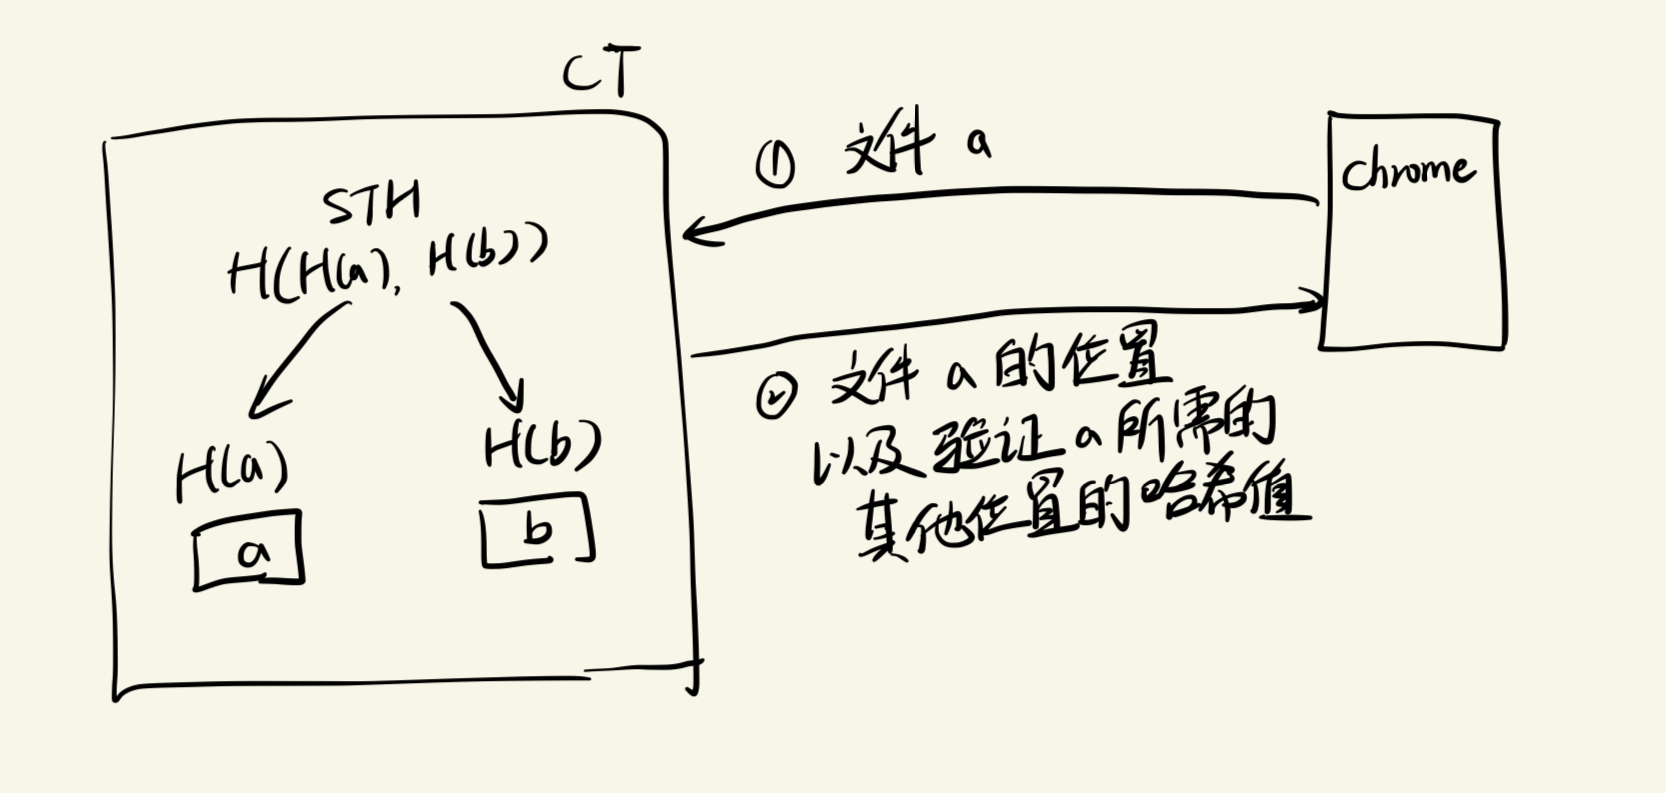 CT
STH
H(H(a), H(b))
H(a)
H(b)
a
b
① 文件 a
Chrome
② 文件 a 的位置
以及验证a所需的
其他位置的哈希值